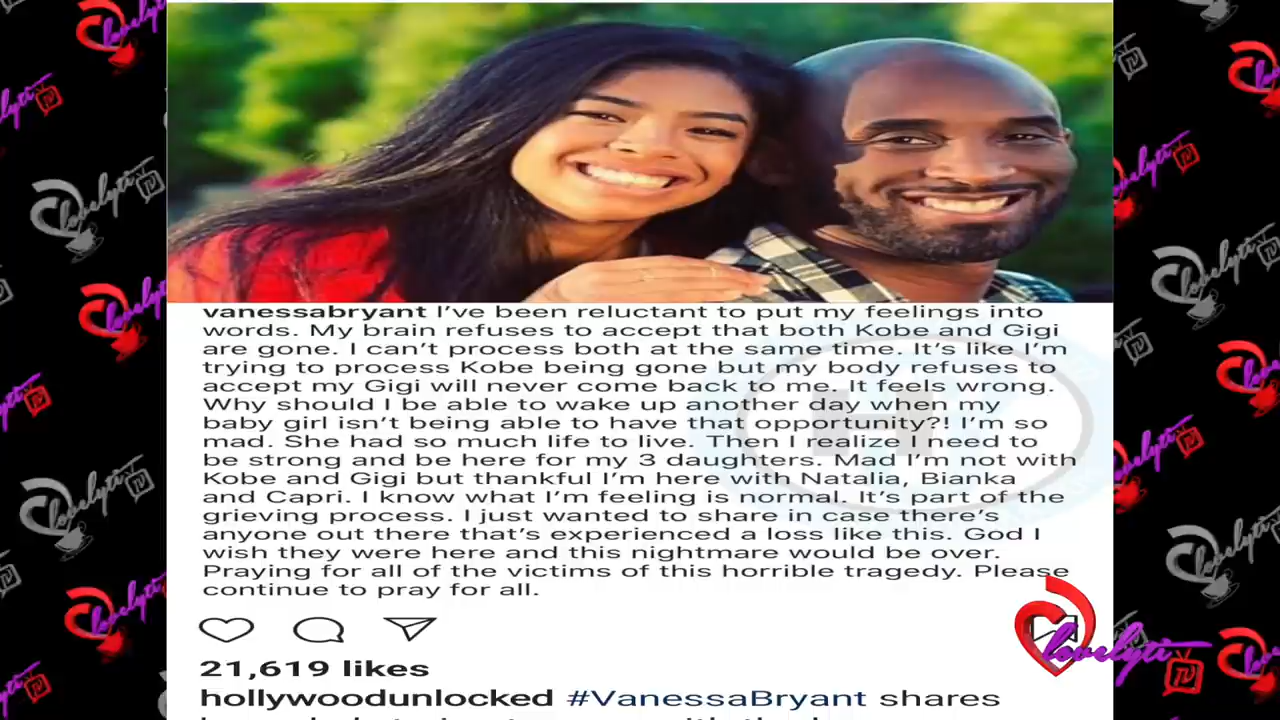 vanessabryant I've been reluctant to put my feelings into
words. My brain refuses to accept that both Kobe and Gigi
are gone. I can't process both at the same time. It's like I'm
trying to process Kobe being gone but my body refuses to
accept my Gigi will never come back to me. It feels wrong.
Why should I be able to wake up another day when my
baby girl isn't being able to have that opportunity?! I'm so
mad. She had so much life to live. Then I realize I need to
be strong and be here for my 3 daughters. Mad I'm not with
Kobe and Gigi but thankful I'm here with Natalia, Bianka
and Capri. I know what I'm feeling is normal. It's part of the
grieving process. I just wanted to share in case there's
anyone out there that's experienced a loss like this. God I
wish they were here and this nightmare would be over.
Praying for all of the victims of this horrible tragedy. Please
continue to pray for all.
21,619 likes
hollywoodunlocked #VanessaBryant shares
lovelyti
TV